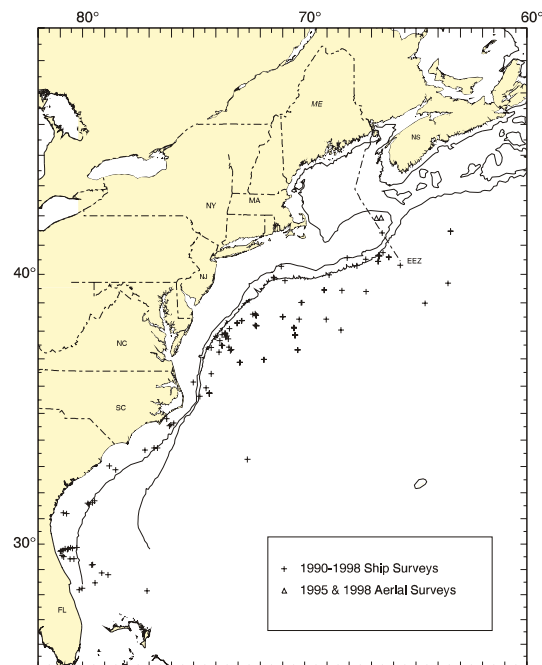 80° 70° 60°
ME
NS
NY MA
NJ
EEZ
40°
NC
SC
30°
+ 1990-1998 Ship Surveys
△ 1995 & 1998 Aerial Surveys
FL